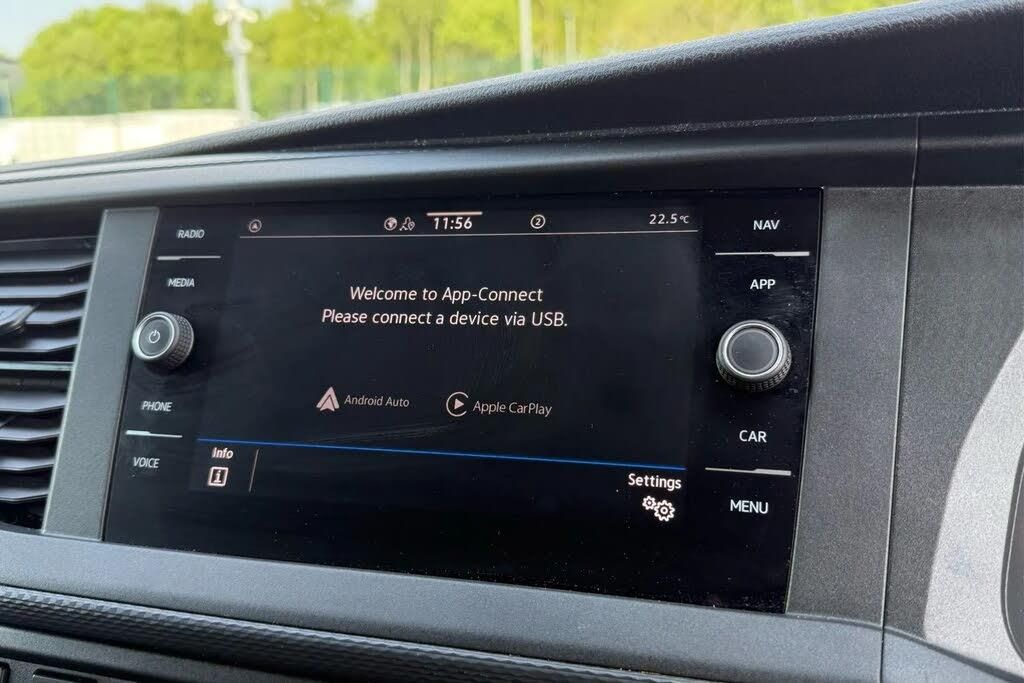 RADIO
MEDIA
PHONE
VOICE
11:56
2
22.5°C
Welcome to App-Connect
Please connect a device via USB.
Android Auto
Apple CarPlay
Info
i
Settings
NAV
APP
CAR
MENU